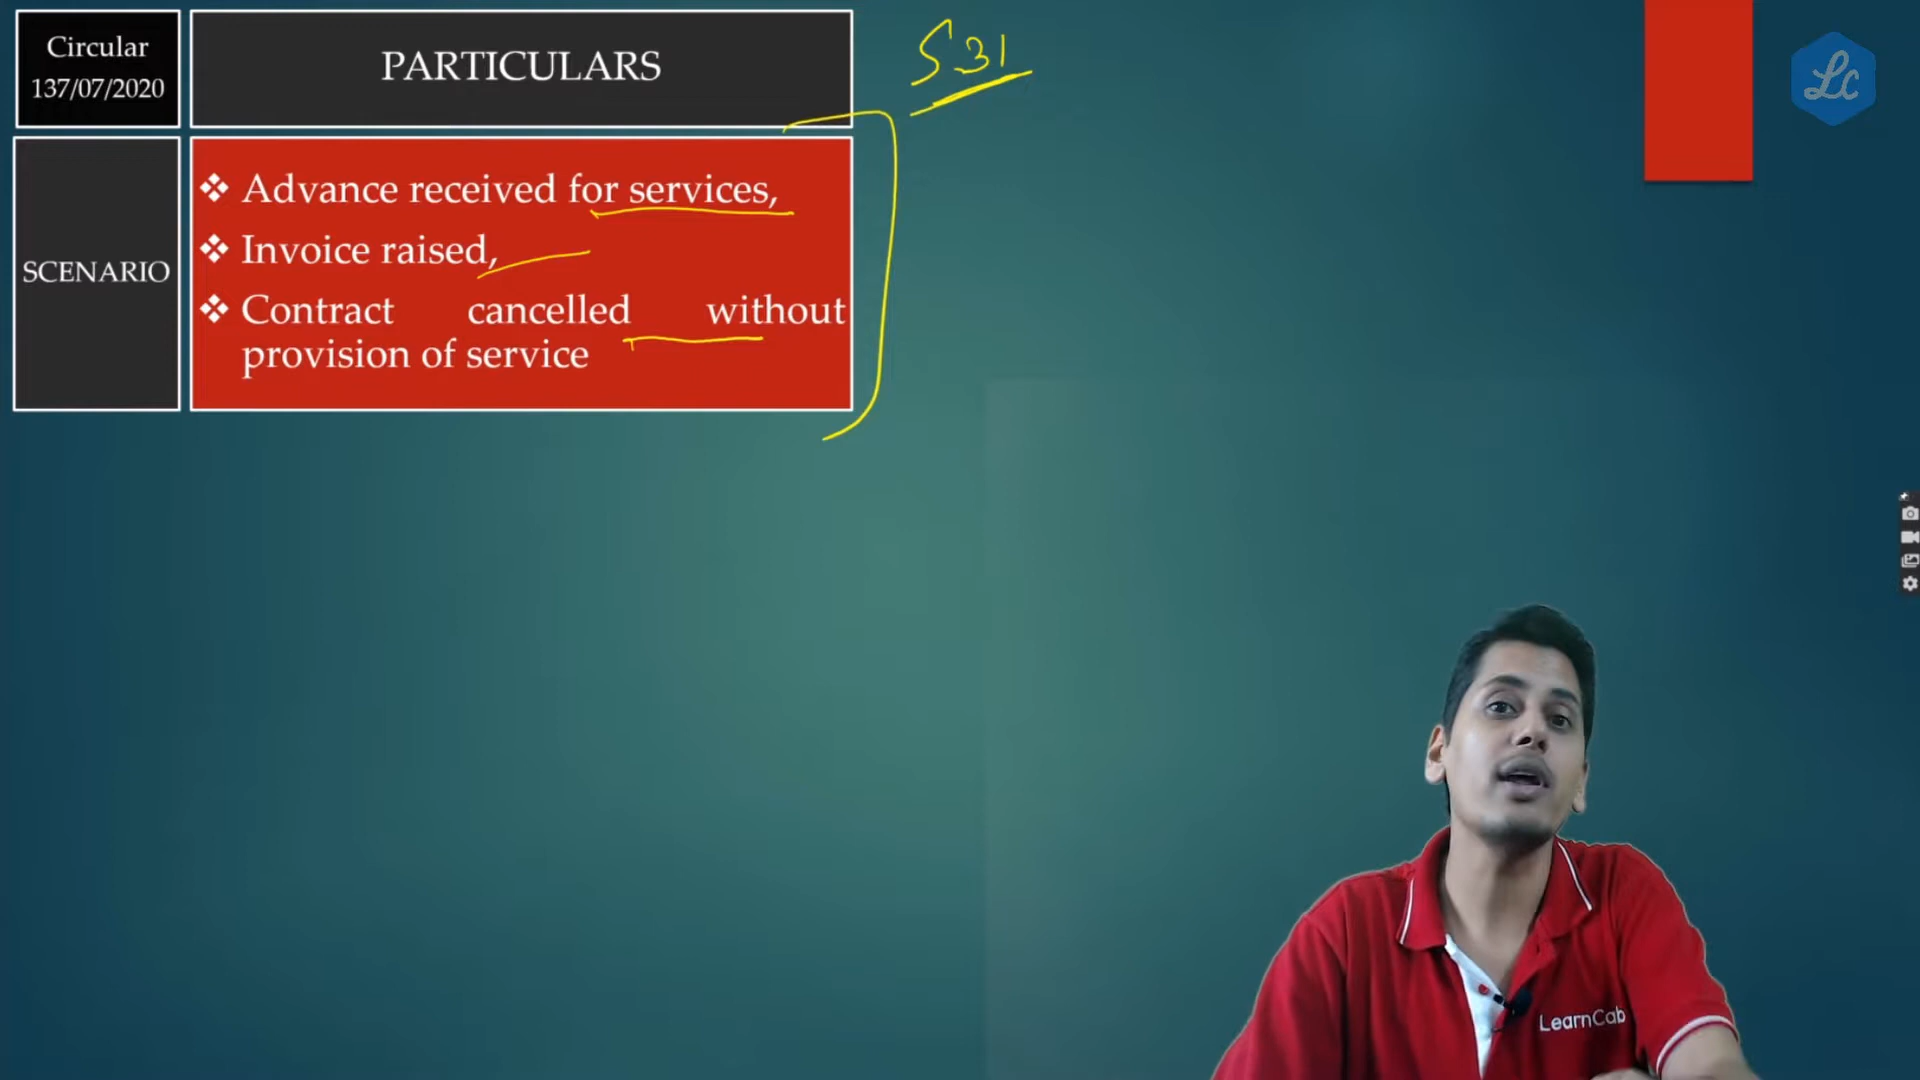 Circular
137/07/2020
PARTICULARS
S 31
SCENARIO
❖ Advance received for services,
❖ Invoice raised,
❖ Contract cancelled without
provision of service
Lc
LearnCab